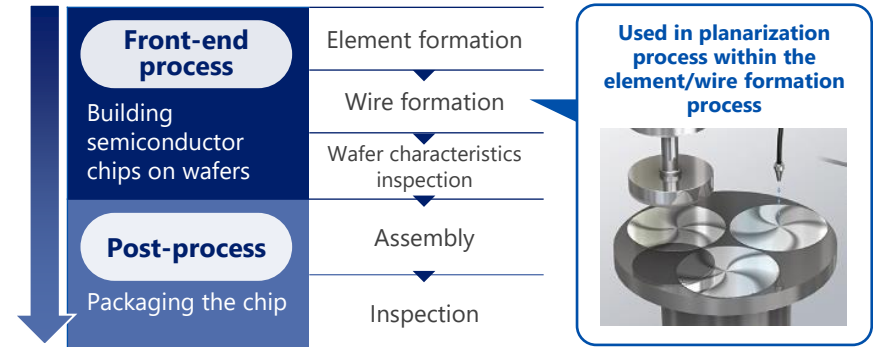 Front-end
process
Building
semiconductor
chips on wafers
Element formation
Wire formation
Wafer characteristics
inspection
Post-process
Packaging the chip
Assembly
Inspection
Used in planarization
process within the
element/wire formation
process